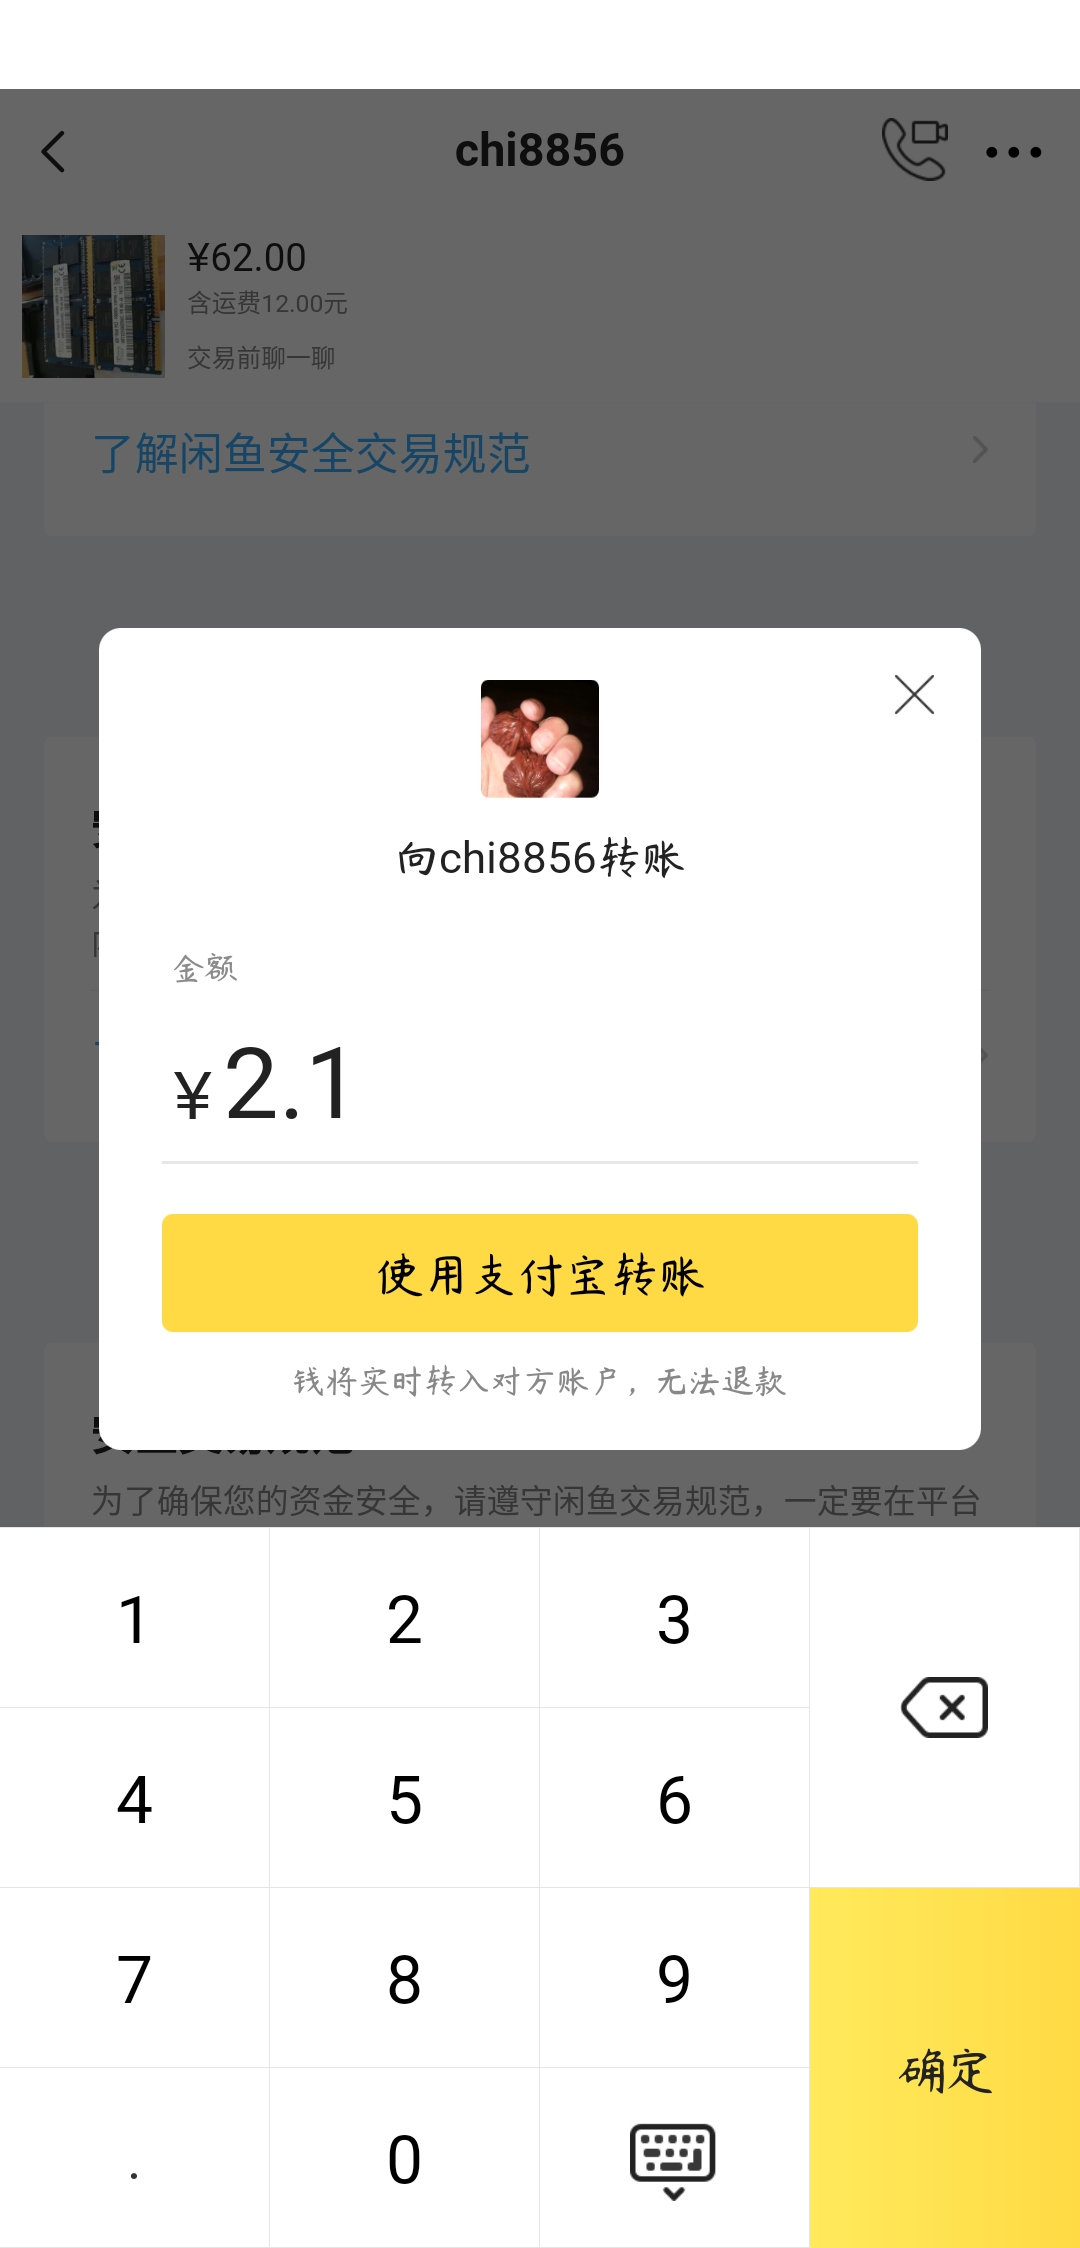 chi8856
¥62.00
含运费12.00元
交易前聊一聊
了解闲鱼安全交易规范
向chi8856转账
金额
¥2.1
使用支付宝转账
钱将实时转入对方账户，无法退款
为了确保您的资金安全，请遵守闲鱼交易规范，一定要在平台
1 2 3
4 5 6
7 8 9
确定
. 0